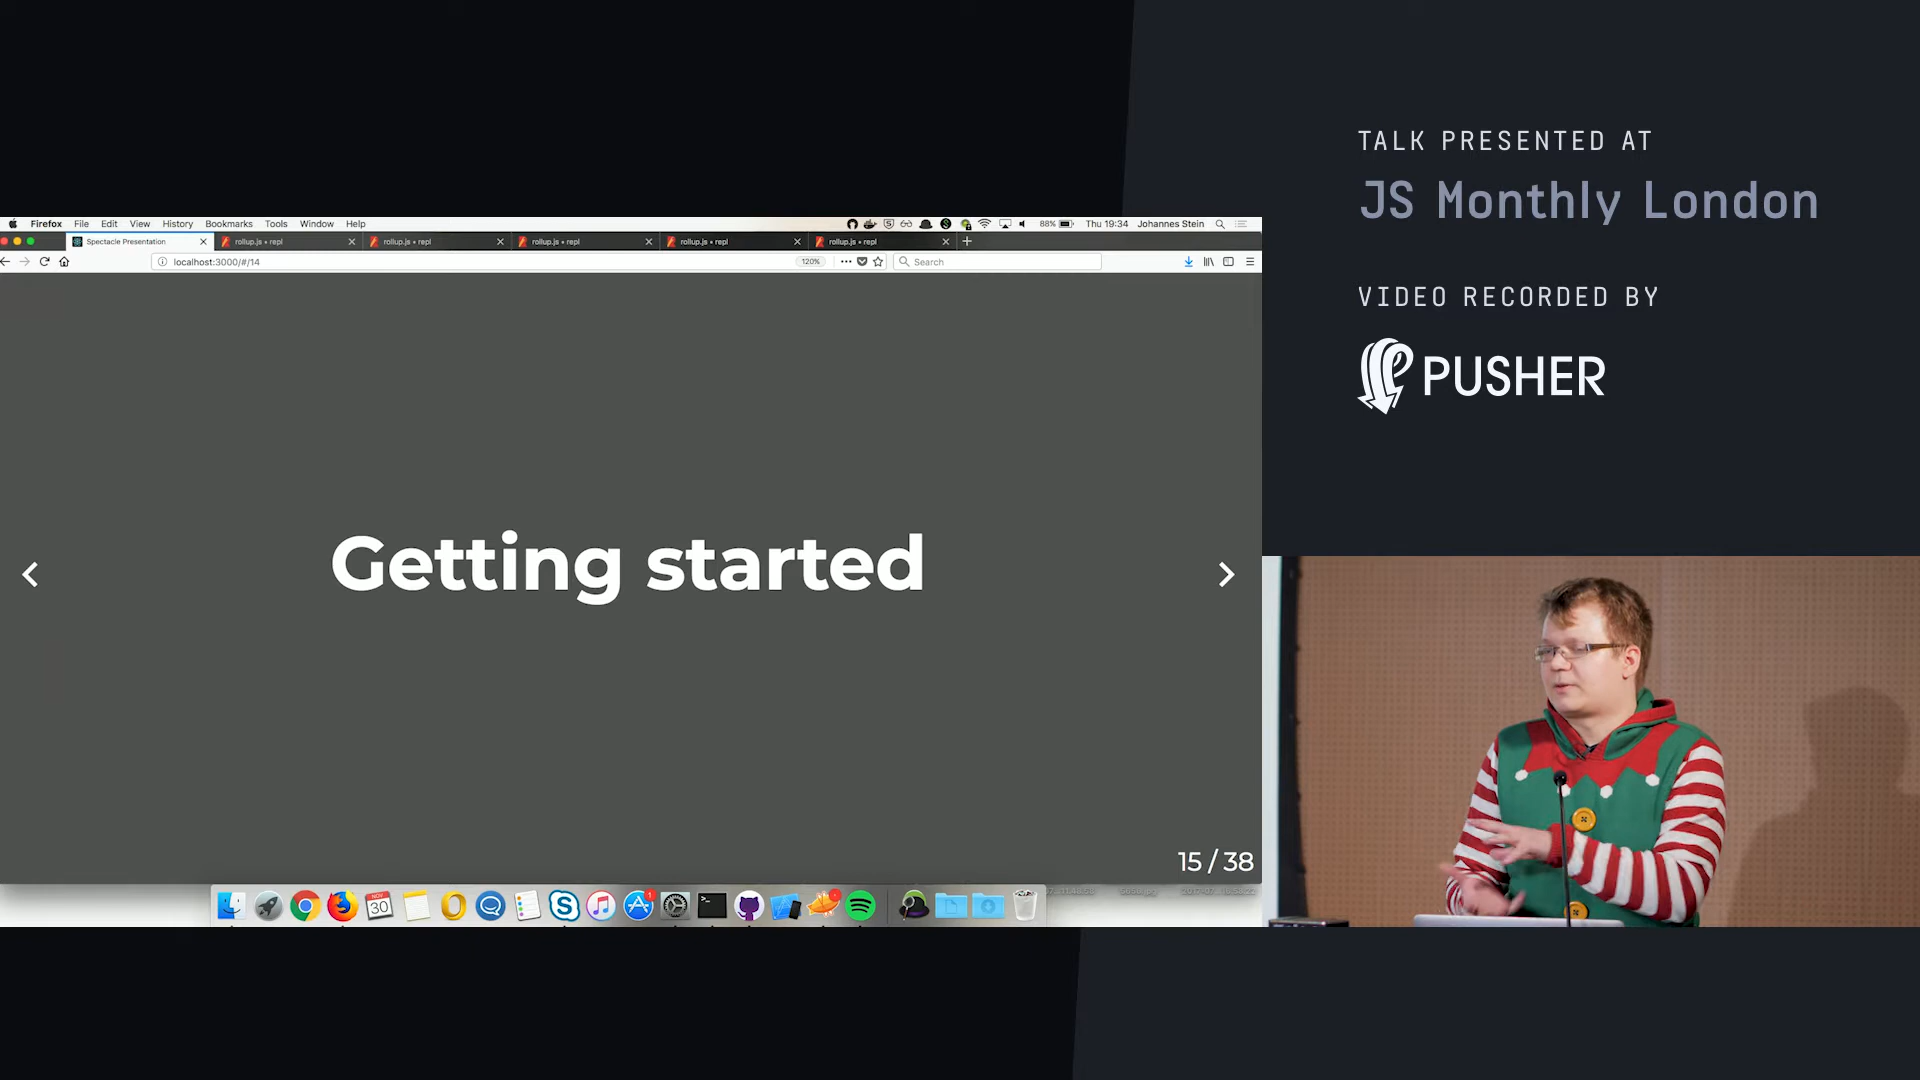 Firefox File Edit View History Bookmarks Tools Window Help 88% Thu 19:34 Johannes Stein
Spectacle Presentation rollup.js • repl rollup.js • repl rollup.js • repl rollup.js • repl rollup.js • repl
localhost:3000/#/14 120% Search
Getting started
15 / 38
NOV
30
1
TALK PRESENTED AT
JS Monthly London
VIDEO RECORDED BY
PUSHER